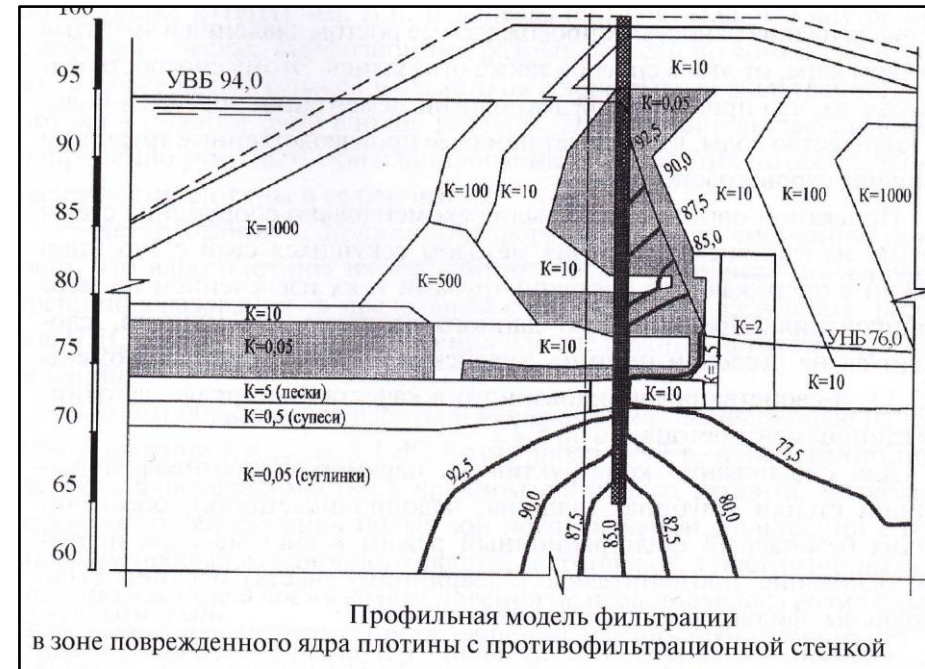 100
95
90
85
80
75
70
65
60
УВБ 94,0
K=10
K=0,05
92,5
90,0
87,5
85,0
K=100
K=10
K=1000
K=10
K=100
K=1000
K=10
K=500
K=10
K=2
УНБ 76,0
K=0,05
K=10
K=10
K=10
K=5 (пески)
K=0,5 (супеси)
K=0,05 (суглинки)
92,5
90,0
87,5
85,0
82,5
80,0
77,5
Профильная модель фильтрации
в зоне поврежденного ядра плотины с противофильтрационной стенкой